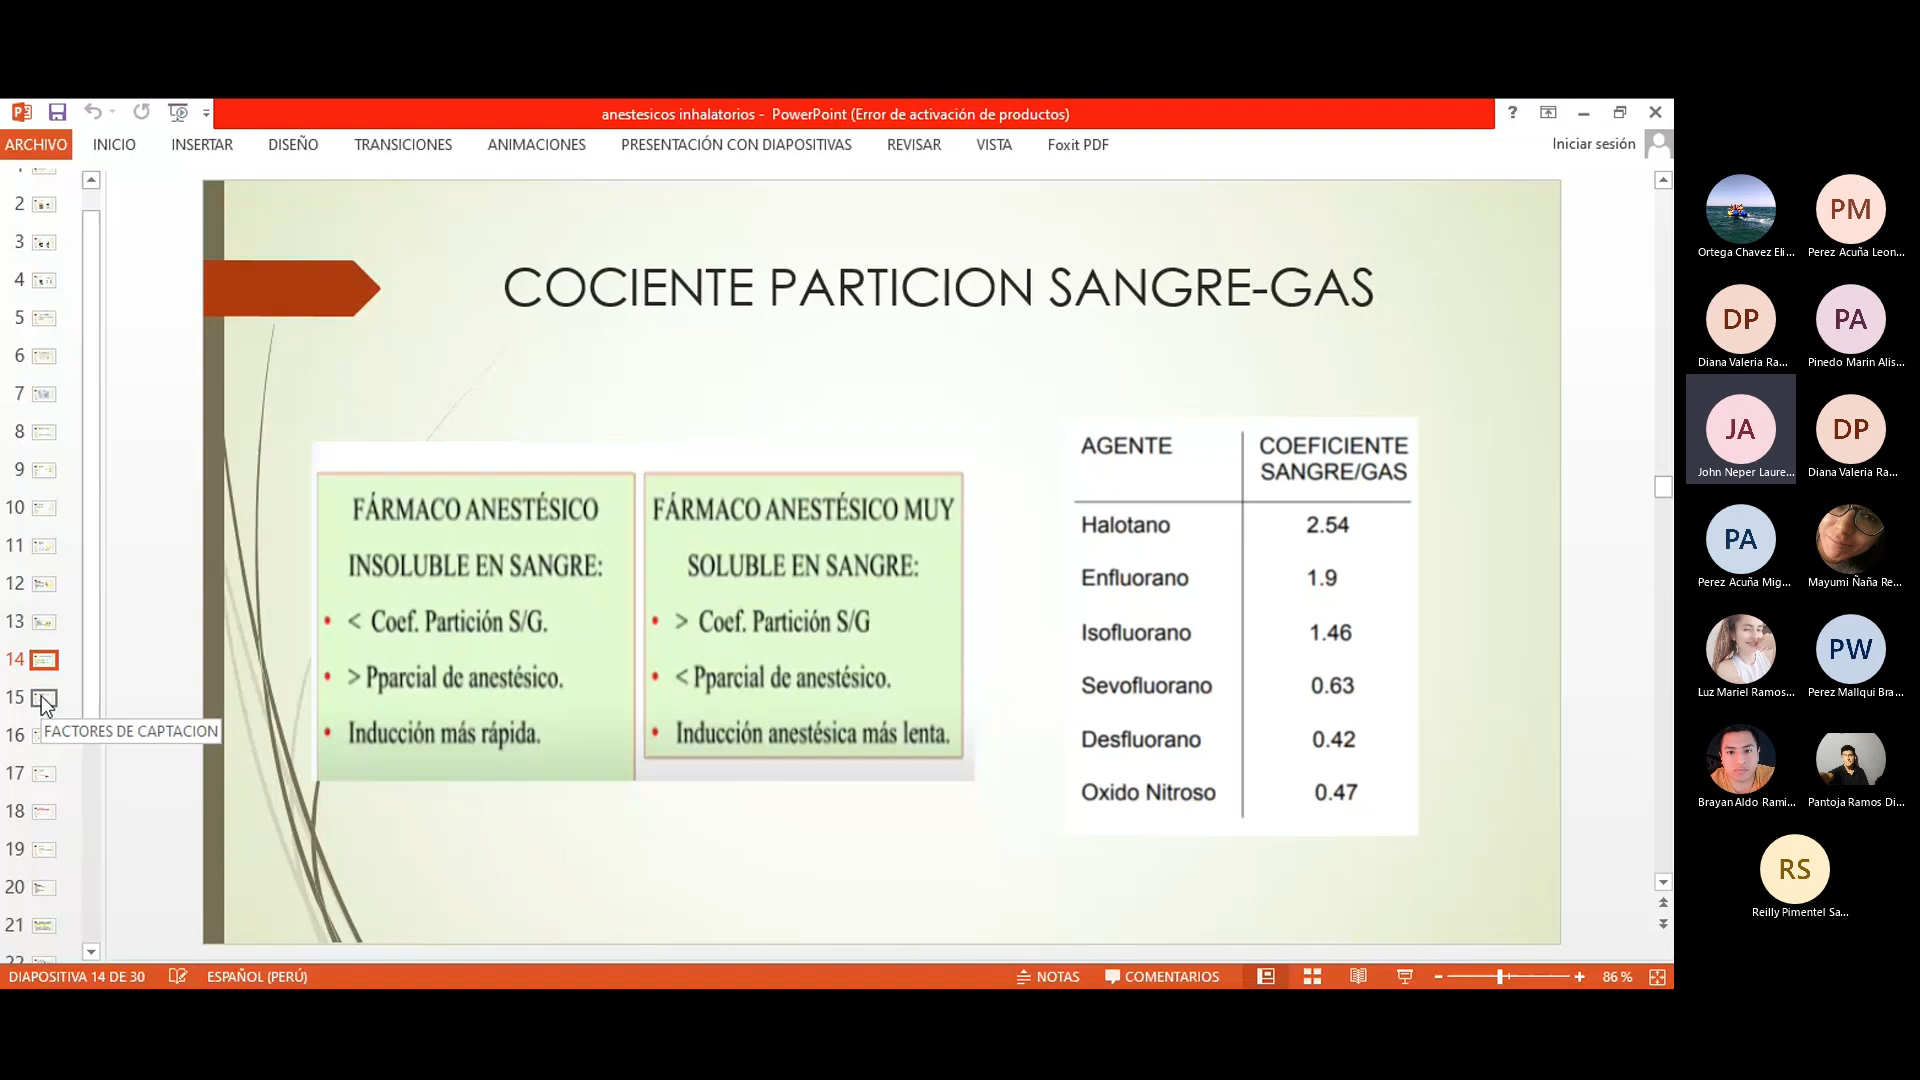 anestesicos inhalatorios - PowerPoint (Error de activación de productos)
?
ARCHIVO INICIO INSERTAR DISEÑO TRANSICIONES ANIMACIONES PRESENTACIÓN CON DIAPOSITIVAS REVISAR VISTA Foxit PDF
Iniciar sesión
2
3
4
5
6
7
8
9
10
11
12
13
14
15
FACTORES DE CAPTACION
16
17
18
19
20
21
22
COCIENTE PARTICION SANGRE-GAS
FÁRMACO ANESTÉSICO
INSOLUBLE EN SANGRE:
• < Coef. Partición S/G.
• > Pparcial de anestésico.
• Inducción más rápida.
FÁRMACO ANESTÉSICO MUY
SOLUBLE EN SANGRE:
• > Coef. Partición S/G
• < Pparcial de anestésico.
• Inducción anestésica más lenta.
AGENTE COEFICIENTE
SANGRE/GAS
Halotano 2.54
Enfluorano 1.9
Isofluorano 1.46
Sevofluorano 0.63
Desfluorano 0.42
Oxido Nitroso 0.47
DIAPOSITIVA 14 DE 30 ESPAÑOL (PERÚ) NOTAS COMENTARIOS 86 %
Ortega Chavez Eli...
PM
Perez Acuña Leon...
DP
Diana Valeria Ra...
PA
Pinedo Marin Alis...
JA
John Neper Laure...
DP
Diana Valeria Ra...
PA
Perez Acuña Mig...
Mayumi Ñaña Re...
Luz Mariel Ramos...
PW
Perez Mallqui Bra...
Brayan Aldo Rami...
Pantoja Ramos Di...
RS
Reilly Pimentel Sa...